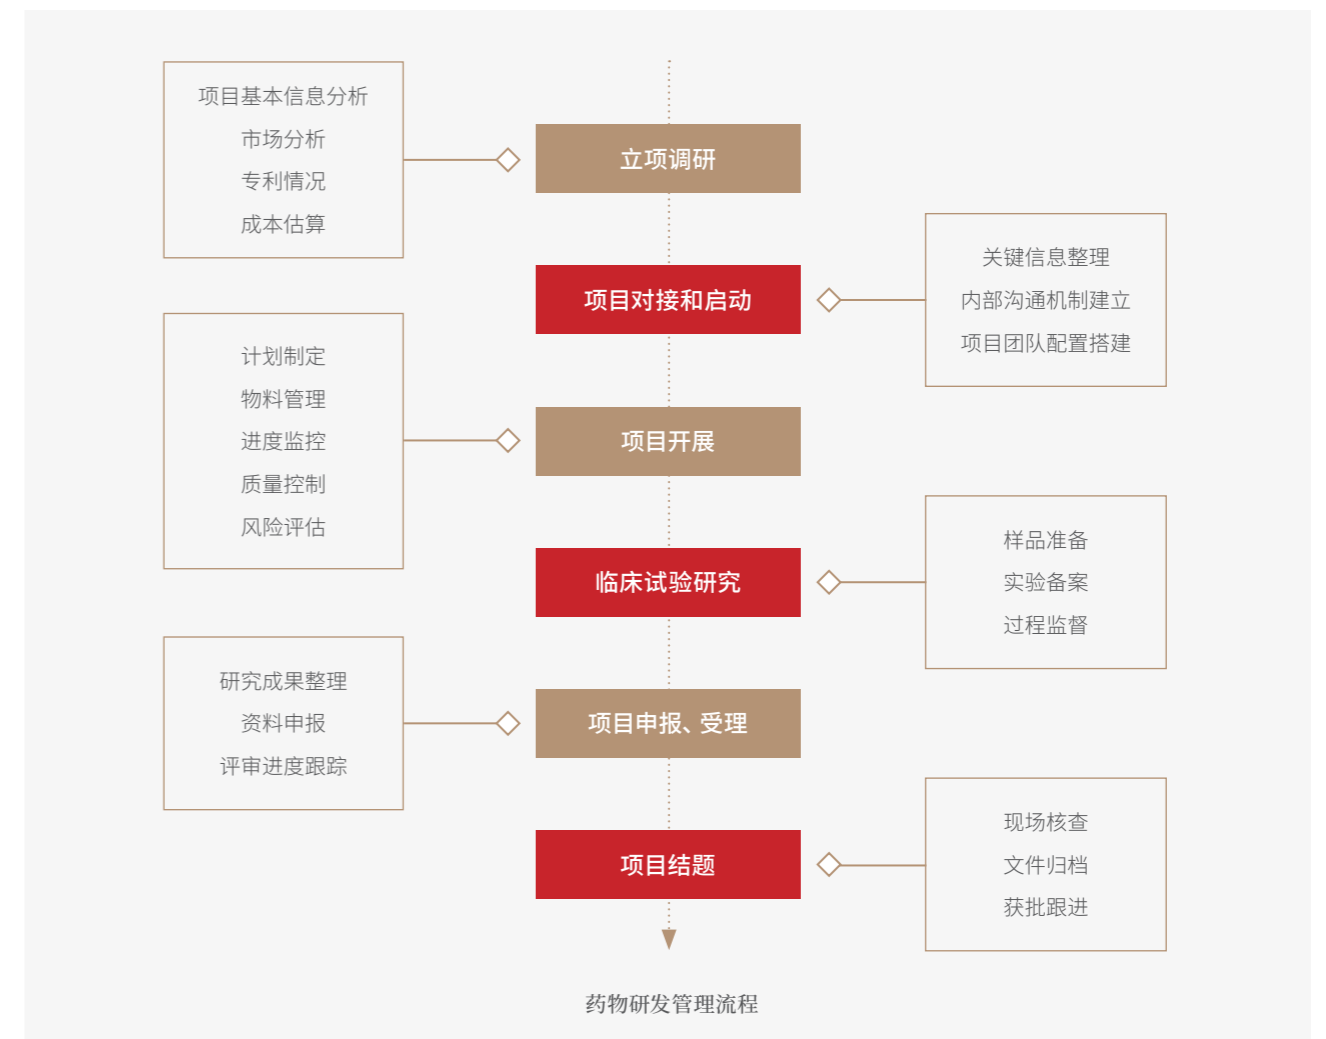 项目基本信息分析
市场分析
专利情况
成本估算
立项调研
项目对接和启动
关键信息整理
内部沟通机制建立
项目团队配置搭建
计划制定
物料管理
进度监控
质量控制
风险评估
项目开展
临床试验研究
样品准备
实验备案
过程监督
研究成果整理
资料申报
评审进度跟踪
项目申报、受理
项目结题
现场核查
文件归档
获批跟进
药物研发管理流程